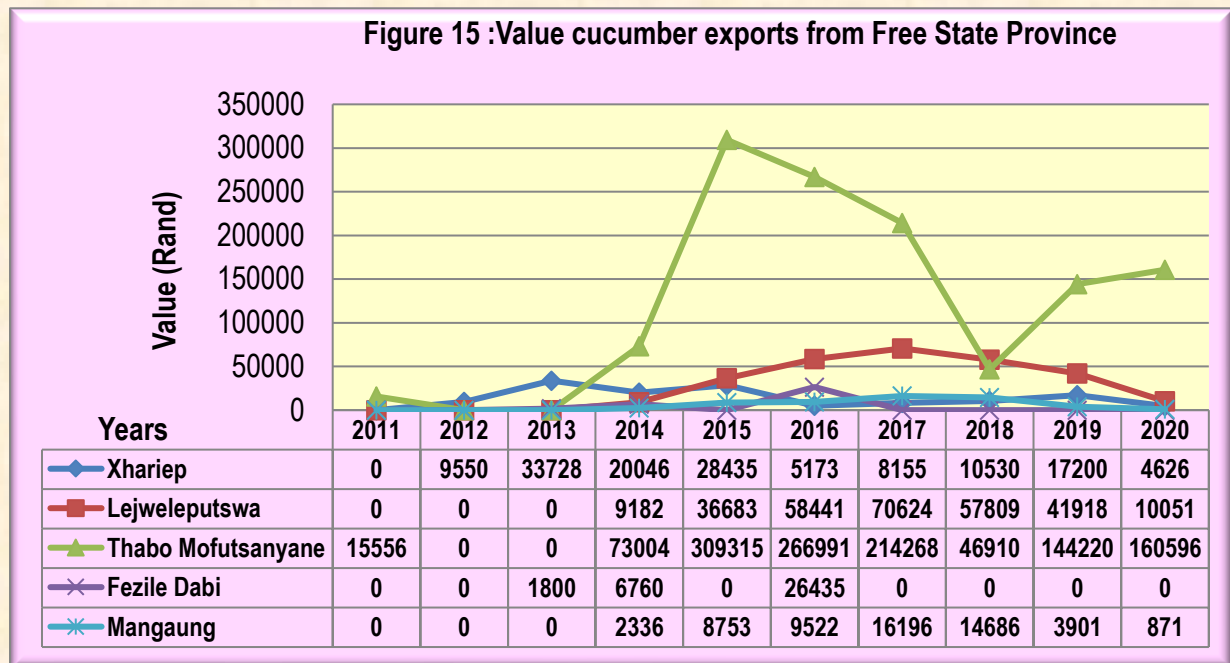 Figure 15 :Value cucumber exports from Free State Province
Value (Rand)
350000
300000
250000
200000
150000
100000
50000
0
Years 2011 2012 2013 2014 2015 2016 2017 2018 2019 2020
Xhariep 0 9550 33728 20046 28435 5173 8155 10530 17200 4626
Lejweleputswa 0 0 0 9182 36683 58441 70624 57809 41918 10051
Thabo Mofutsanyane 15556 0 0 73004 309315 266991 214268 46910 144220 160596
Fezile Dabi 0 0 1800 6760 0 26435 0 0 0 0
Mangaung 0 0 0 2336 8753 9522 16196 14686 3901 871